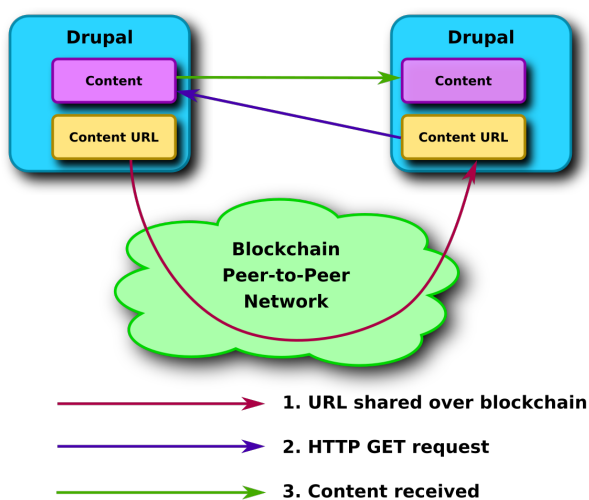 Drupal
Drupal
Content
Content
Content URL
Content URL
Blockchain
Peer-to-Peer
Network
1. URL shared over blockchain
2. HTTP GET request
3. Content received